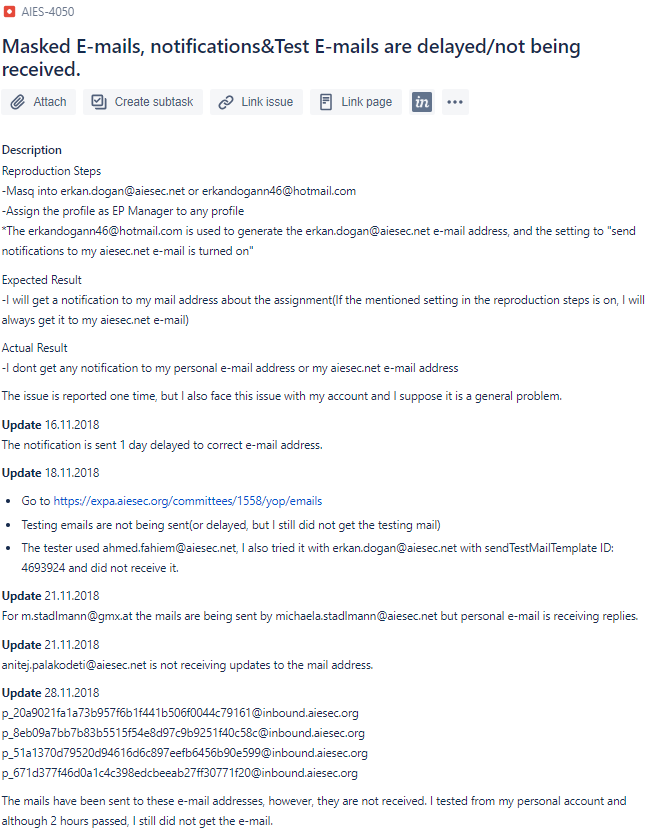 AIES-4050
Masked E-mails, notifications&Test E-mails are delayed/not being
received.
Attach
Create subtask
Link issue
Link page
in
Description
Reproduction Steps
-Masq into erkan.dogan@aiesec.net or erkandogann46@hotmail.com
-Assign the profile as EP Manager to any profile
*The erkandogann46@hotmail.com is used to generate the erkan.dogan@aiesec.net e-mail address, and the setting to "send
notifications to my aiesec.net e-mail is turned on"
Expected Result
-I will get a notification to my mail address about the assignment(If the mentioned setting in the reproduction steps is on, I will
always get it to my aiesec.net e-mail)
Actual Result
-I dont get any notification to my personal e-mail address or my aiesec.net e-mail address
The issue is reported one time, but I also face this issue with my account and I suppose it is a general problem.
Update 16.11.2018
The notification is sent 1 day delayed to correct e-mail address.
Update 18.11.2018
• Go to https://expa.aiesec.org/committees/1558/yop/emails
• Testing emails are not being sent(or delayed, but I still did not get the testing mail)
• The tester used ahmed.fahiem@aiesec.net, I also tried it with erkan.dogan@aiesec.net with sendTestMailTemplate ID:
4693924 and did not receive it.
Update 21.11.2018
For m.stadlmann@gmx.at the mails are being sent by michaela.stadlmann@aiesec.net but personal e-mail is receiving replies.
Update 21.11.2018
anitej.palakodeti@aiesec.net is not receiving updates to the mail address.
Update 28.11.2018
p_20a9021fa1a73b957f6b1f441b506f0044c79161@inbound.aiesec.org
p_8eb09a7bb7b83b5515f54e8d97c9b9251f40c58c@inbound.aiesec.org
p_51a1370d79520d94616d6c897eefb6456b90e599@inbound.aiesec.org
p_671d377f46d0a1c4c398edcbeeab27ff30771f20@inbound.aiesec.org
The mails have been sent to these e-mail addresses, however, they are not received. I tested from my personal account and
although 2 hours passed, I still did not get the e-mail.